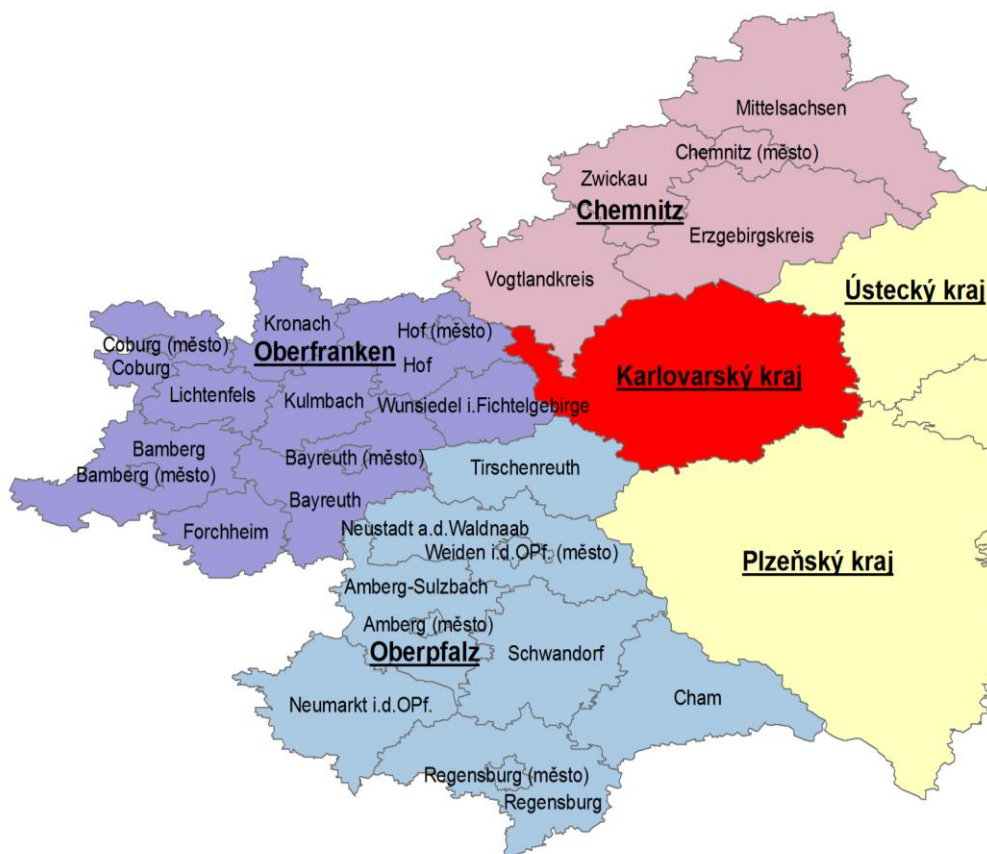 Mittelsachsen
Chemnitz (město)
Zwickau
Chemnitz
Erzgebirgskreis
Vogtlandkreis
Ústecký kraj
Kronach
Hof (město)
Coburg (město)
Oberfranken
Coburg
Hof
Karlovarský kraj
Lichtenfels
Kulmbach
Wunsiedel i.Fichtelgebirge
Bamberg
Bayreuth (město)
Bamberg (město)
Tirschenreuth
Bayreuth
Forchheim
Neustadt a.d.Waldnaab
Weiden i.d.OPf. (město)
Plzeňský kraj
Amberg-Sulzbach
Amberg (město)
Oberpfalz
Schwandorf
Neumarkt i.d.OPf.
Cham
Regensburg (město)
Regensburg